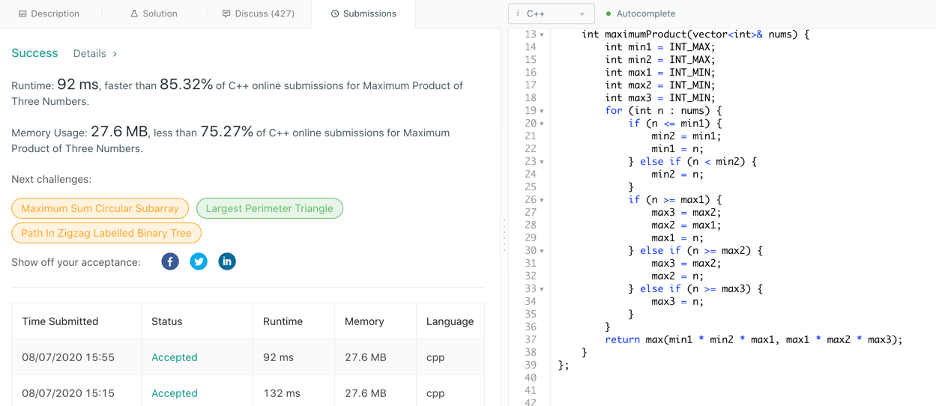 Description
Solution
Discuss (427)
Submissions
Success
Details
Runtime: 92 ms, faster than 85.32% of C++ online submissions for Maximum Product of
Three Numbers.
Memory Usage: 27.6 MB, less than 75.27% of C++ online submissions for Maximum
Product of Three Numbers.
Next challenges:
Maximum Sum Circular Subarray
Largest Perimeter Triangle
Path In Zigzag Labelled Binary Tree
Show off your acceptance:
Time Submitted Status Runtime Memory Language
08/07/2020 15:55 Accepted 92 ms 27.6 MB cpp
08/07/2020 15:15 Accepted 132 ms 27.6 MB cpp
i C++
Autocomplete
13 int maximumProduct(vector<int>& nums) {
14 int min1 = INT_MAX;
15 int min2 = INT_MAX;
16 int max1 = INT_MIN;
17 int max2 = INT_MIN;
18 int max3 = INT_MIN;
19 for (int n : nums) {
20 if (n <= min1) {
21 min2 = min1;
22 min1 = n;
23 } else if (n < min2) {
24 min2 = n;
25 }
26 if (n >= max1) {
27 max3 = max2;
28 max2 = max1;
29 max1 = n;
30 } else if (n >= max2) {
31 max3 = max2;
32 max2 = n;
33 } else if (n >= max3) {
34 max3 = n;
35 }
36 }
37 return max(min1 * min2 * max1, max1 * max2 * max3);
38 }
39 };
40
41
42